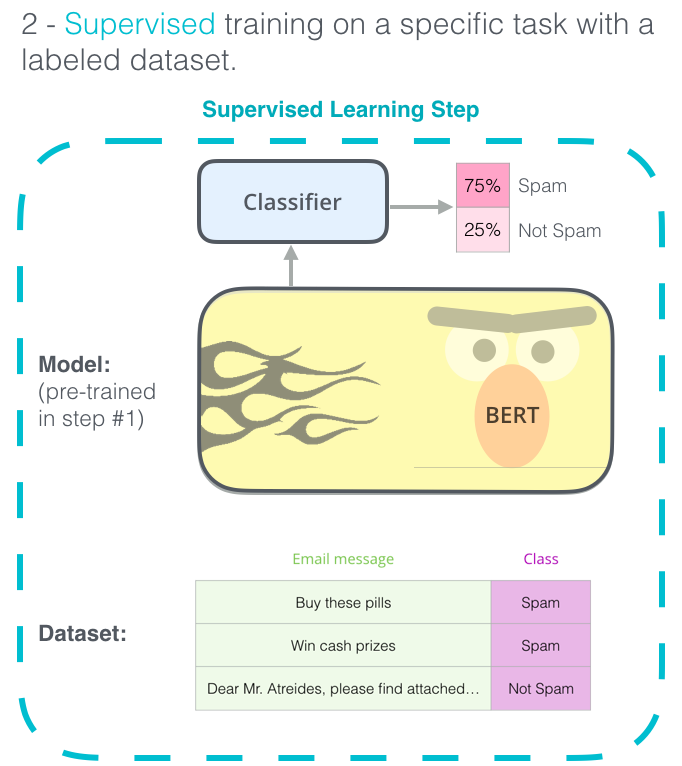 2 - Supervised training on a specific task with a
labeled dataset.
Supervised Learning Step
Classifier
75% Spam
25% Not Spam
Model:
(pre-trained
in step #1)
BERT
Email message Class
Buy these pills Spam
Win cash prizes Spam
Dataset:
Dear Mr. Atreides, please find attached… Not Spam